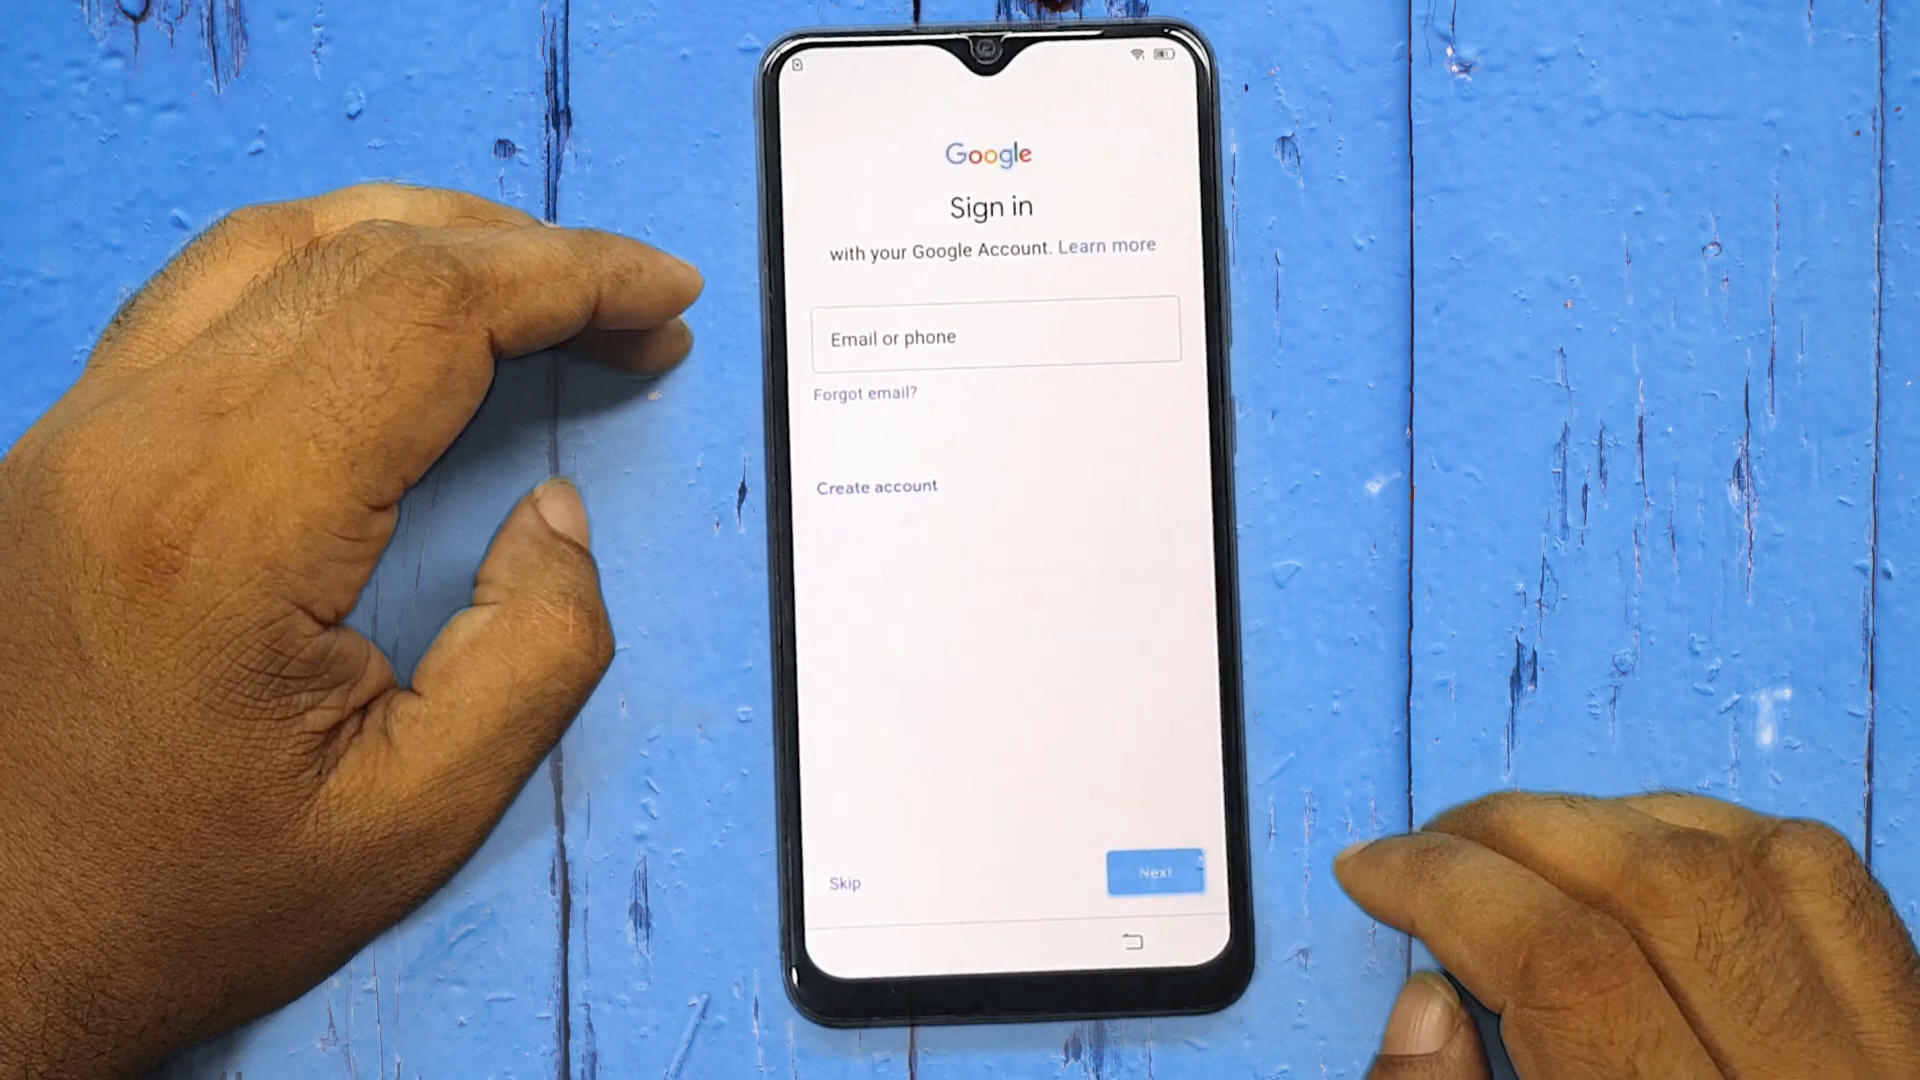 Google
Sign in
with your Google Account. Learn more
Email or phone
Forgot email?
Create account
Skip
Next